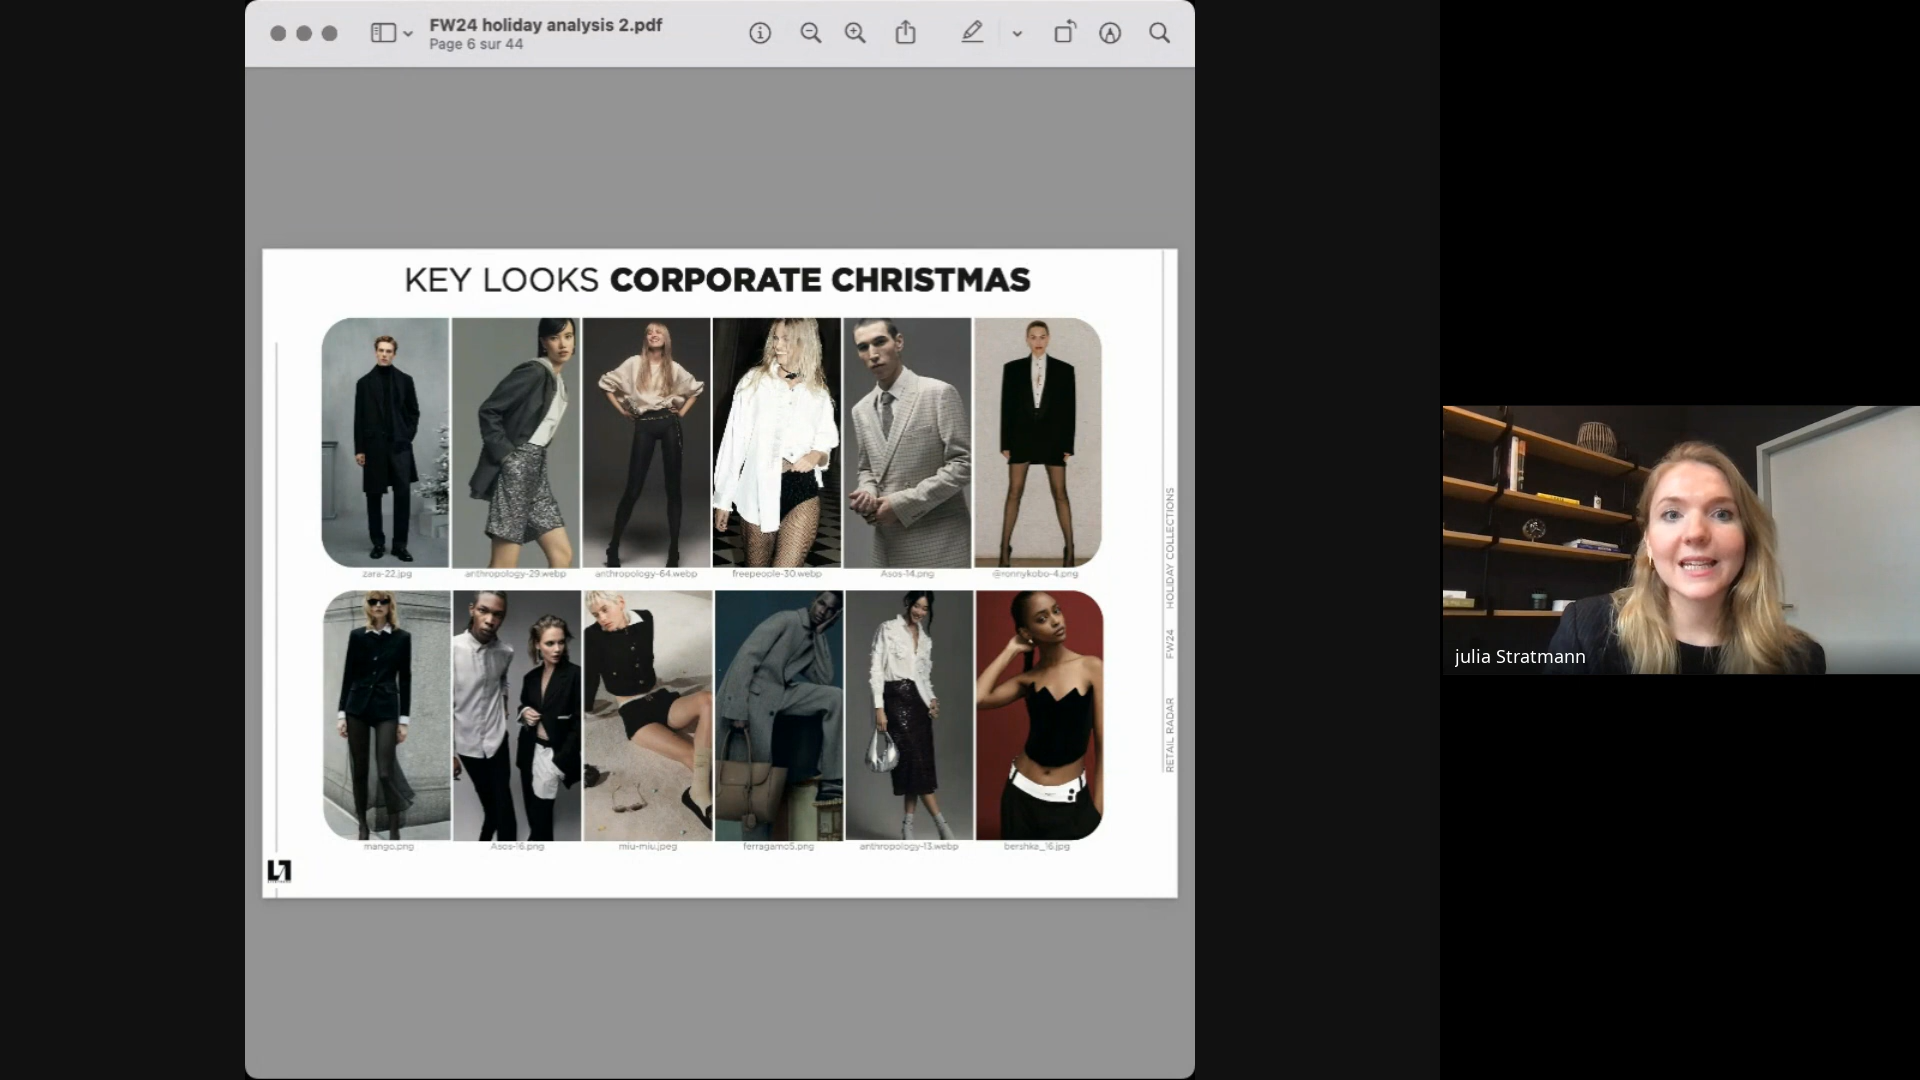 FW24 holiday analysis 2.pdf
Page 6 sur 44
KEY LOOKS CORPORATE CHRISTMAS
zara-22.jpg
anthropology-29.webp
anthropology-64.webp
freepeople-30.webp
Asos-14.png
@ronnykobo-4.png
mango.png
Asos-16.png
miu-miu.jpeg
ferragamo5.png
anthropology-13.webp
bershka_16.jpg
RETAIL RADAR FW24 HOLIDAY COLLECTIONS
julia Stratmann